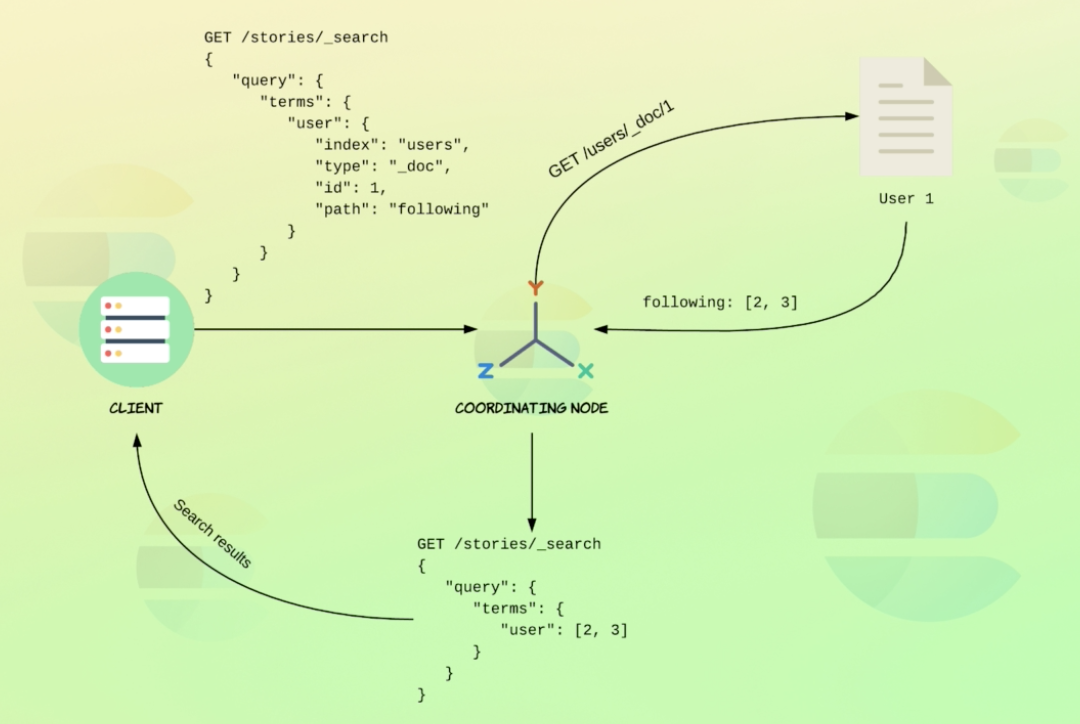 GET /stories/_search
{
   "query": {
      "terms": {
         "user": {
            "index": "users",
            "type": "_doc",
            "id": 1,
            "path": "following"
         }
      }
   }
}
GET /users/_doc/1
User 1
following: [2, 3]
Y
Z
X
CLIENT
COORDINATING NODE
Search results
GET /stories/_search
{
   "query": {
      "terms": {
         "user": [2, 3]
      }
   }
}